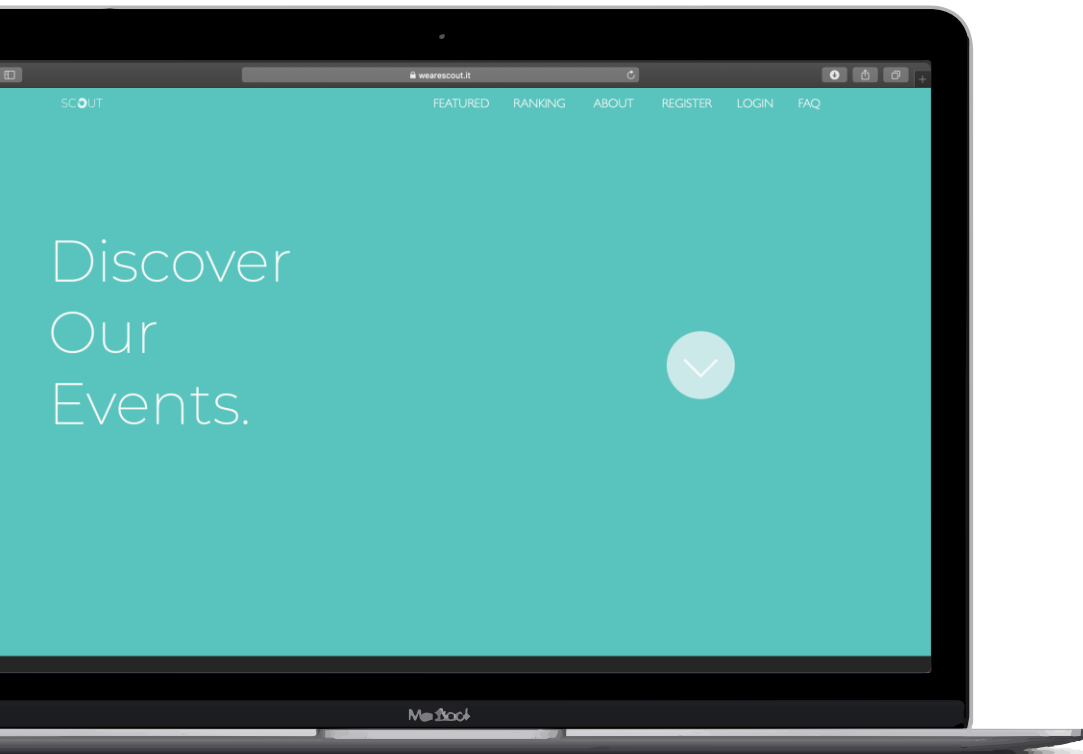 wearescout.it
SCOUT FEATURED RANKING ABOUT REGISTER LOGIN FAQ
Discover
Our
Events.